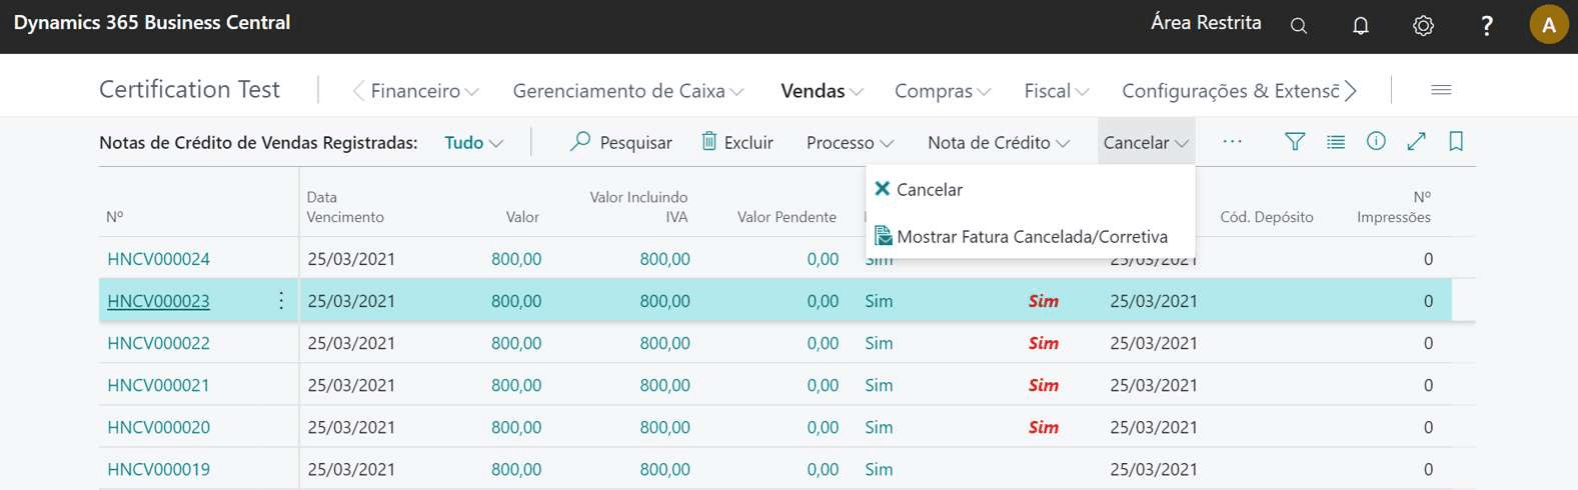 Dynamics 365 Business Central
Área Restrita
?
A
Certification Test
Financeiro
Gerenciamento de Caixa
Vendas
Compras
Fiscal
Configurações & Extensõ
Notas de Crédito de Vendas Registradas:
Tudo
Pesquisar
Excluir
Processo
Nota de Crédito
Cancelar
...
Cancelar
Mostrar Fatura Cancelada/Corretiva
Nº
Data
Vencimento
Valor
Valor Incluindo
IVA
Valor Pendente
Cód. Depósito
Nº
Impressões
HNCV000024 25/03/2021 800,00 800,00 0,00 Sim 25/03/2021 0
HNCV000023 25/03/2021 800,00 800,00 0,00 Sim Sim 25/03/2021 0
HNCV000022 25/03/2021 800,00 800,00 0,00 Sim Sim 25/03/2021 0
HNCV000021 25/03/2021 800,00 800,00 0,00 Sim Sim 25/03/2021 0
HNCV000020 25/03/2021 800,00 800,00 0,00 Sim Sim 25/03/2021 0
HNCV000019 25/03/2021 800,00 800,00 0,00 Sim 25/03/2021 0